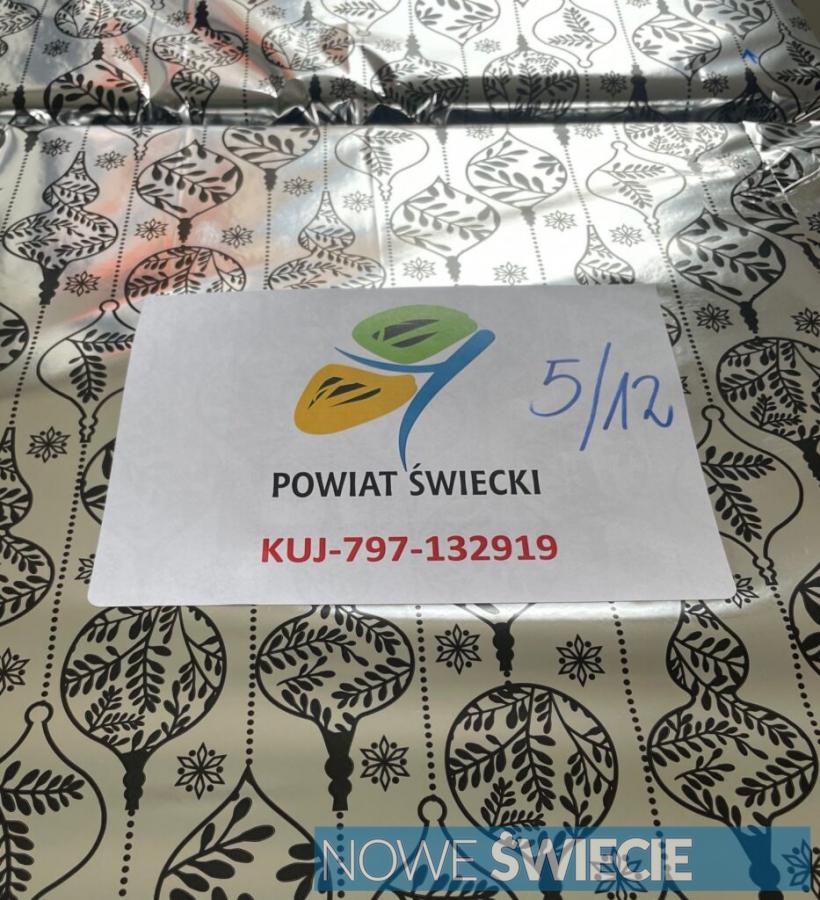 5/12
POWIAT ŚWIECKI
KUJ-797-132919
NOWE ŚWIECIE